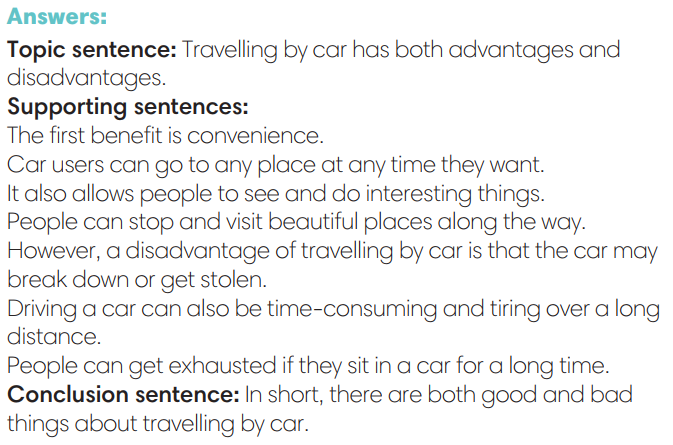 Answers:
Topic sentence: Travelling by car has both advantages and
disadvantages.
Supporting sentences:
The first benefit is convenience.
Car users can go to any place at any time they want.
It also allows people to see and do interesting things.
People can stop and visit beautiful places along the way.
However, a disadvantage of travelling by car is that the car may
break down or get stolen.
Driving a car can also be time-consuming and tiring over a long
distance.
People can get exhausted if they sit in a car for a long time.
Conclusion sentence: In short, there are both good and bad
things about travelling by car.